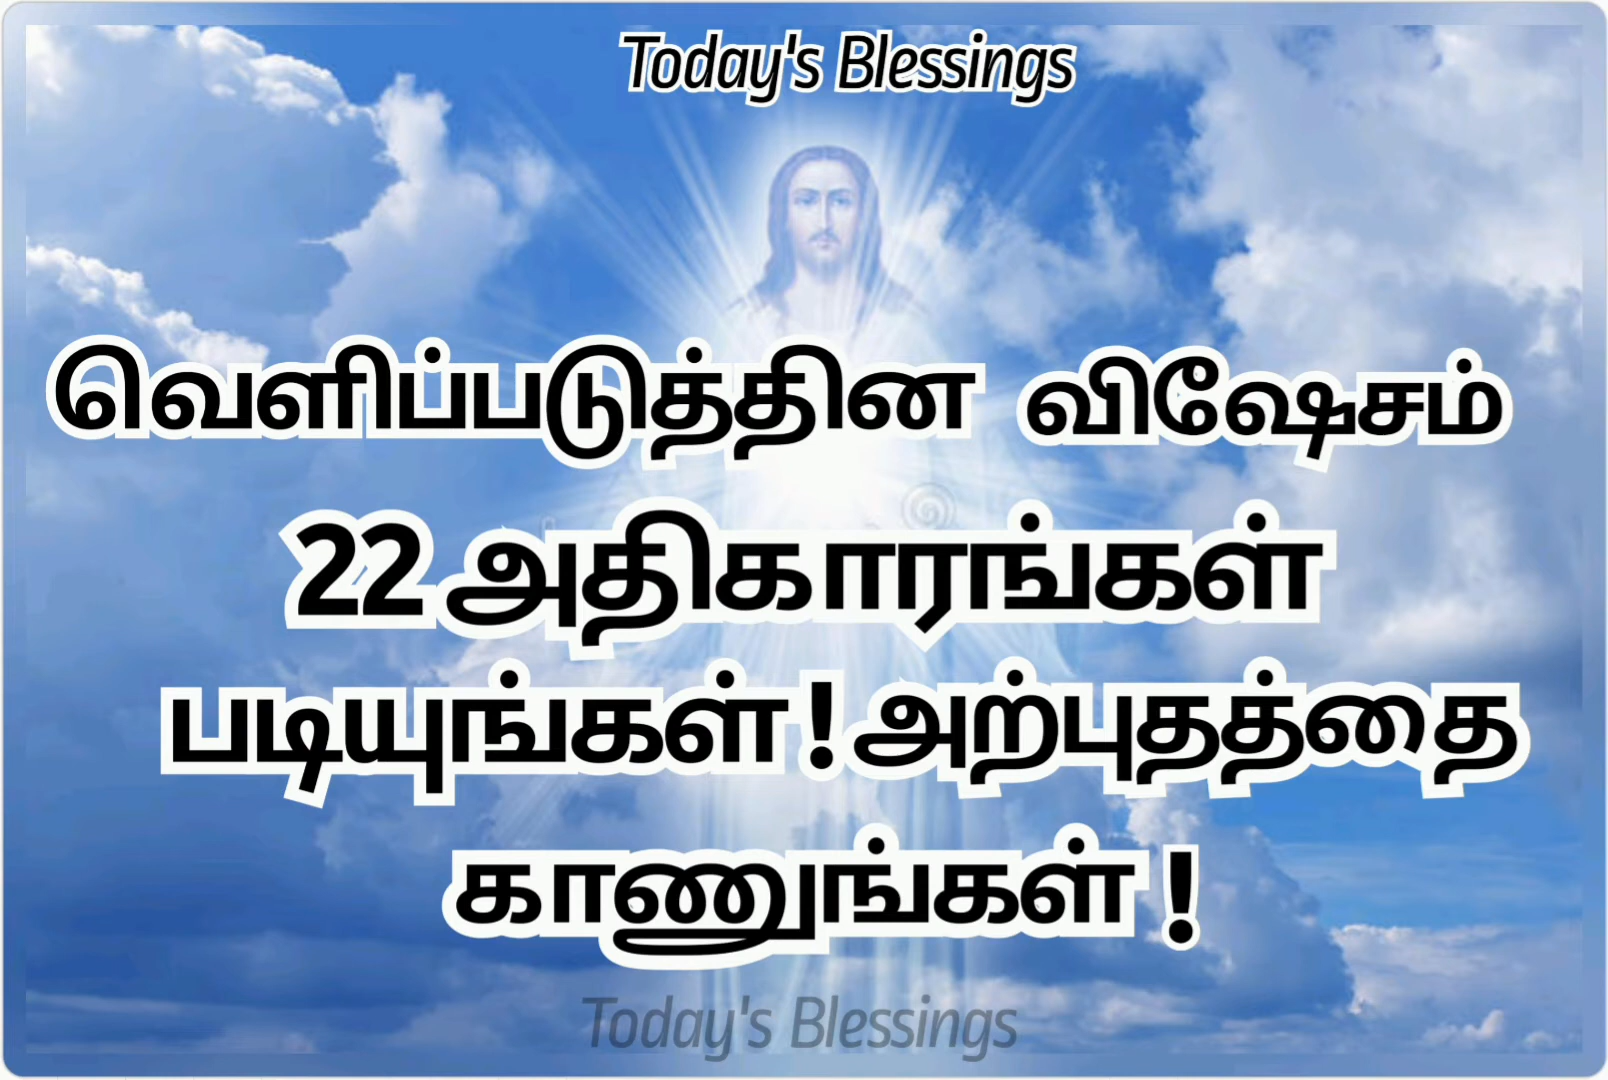 Today's Blessings
வெளிப்படுத்தின விஷேசம்
22 அதிகாரங்கள்
படியுங்கள் ! அற்புதத்தை
காணுங்கள் !
Today's Blessings